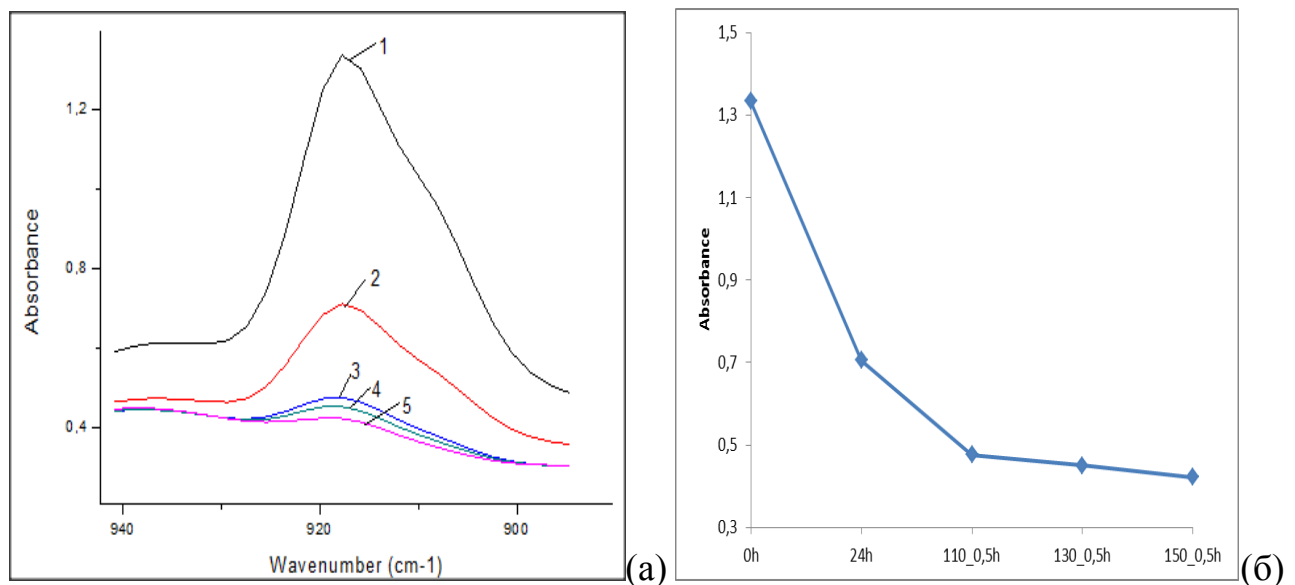 1
1,2
2
0,8
3
4
5
0,4
Absorbance
940
920
900
Wavenumber (cm-1)
(а)
1,5
1,3
1,1
0,9
0,7
0,5
0,3
Absorbance
0h
24h
110_0,5h
130_0,5h
150_0,5h
(б)